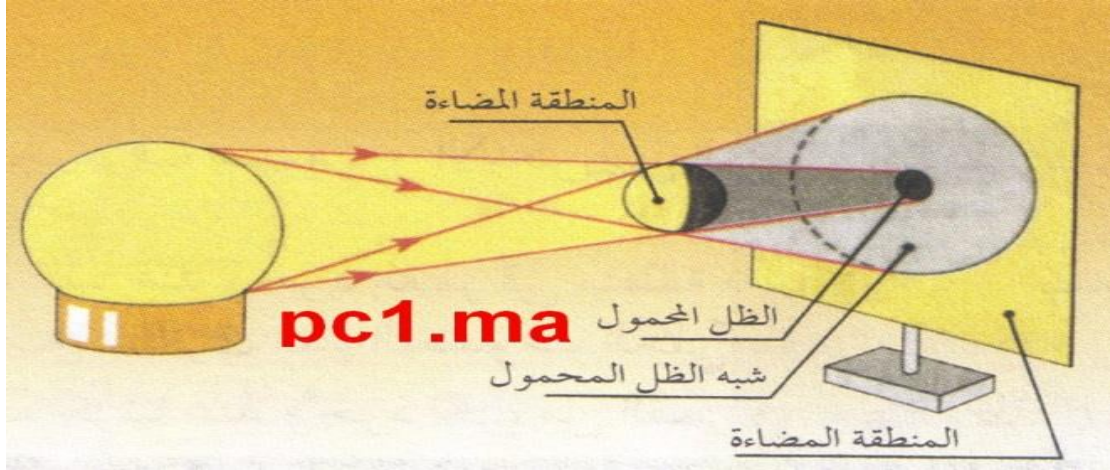 المنطقة المضاءة
pc1.ma
الظل المحمول
شبه الظل المحمول
المنطقة المضاءة